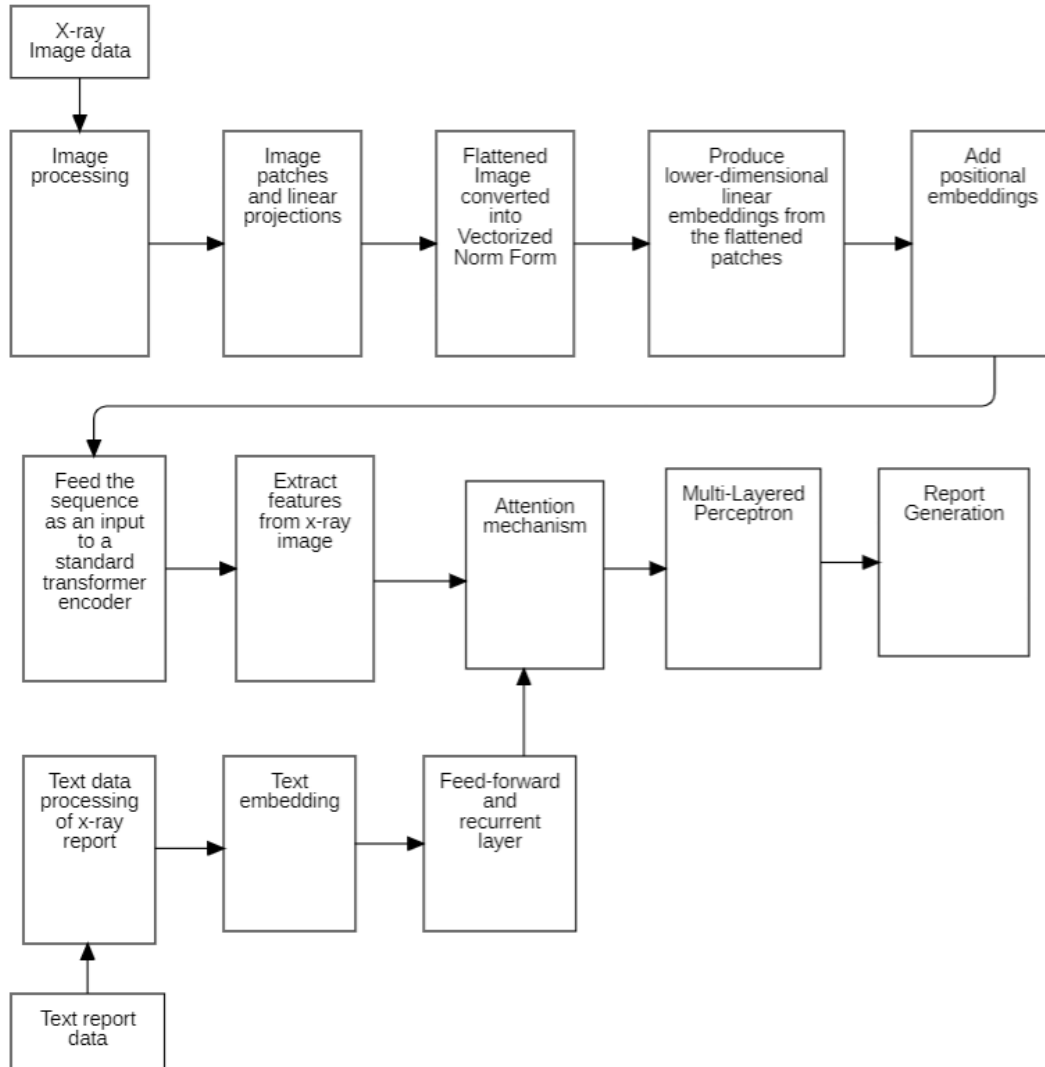 X-ray
Image data
Image
processing
Image
patches
and linear
projections
Flattened
Image
converted
into
Vectorized
Norm Form
Produce
lower-dimensional
linear
embeddings from
the flattened
patches
Add
positional
embeddings
Feed the
sequence
as an input
to a
standard
transformer
encoder
Extract
features
from x-ray
image
Attention
mechanism
Multi-Layered
Perceptron
Report
Generation
Text data
processing
of x-ray
report
Text
embedding
Feed-forward
and
recurrent
layer
Text report
data